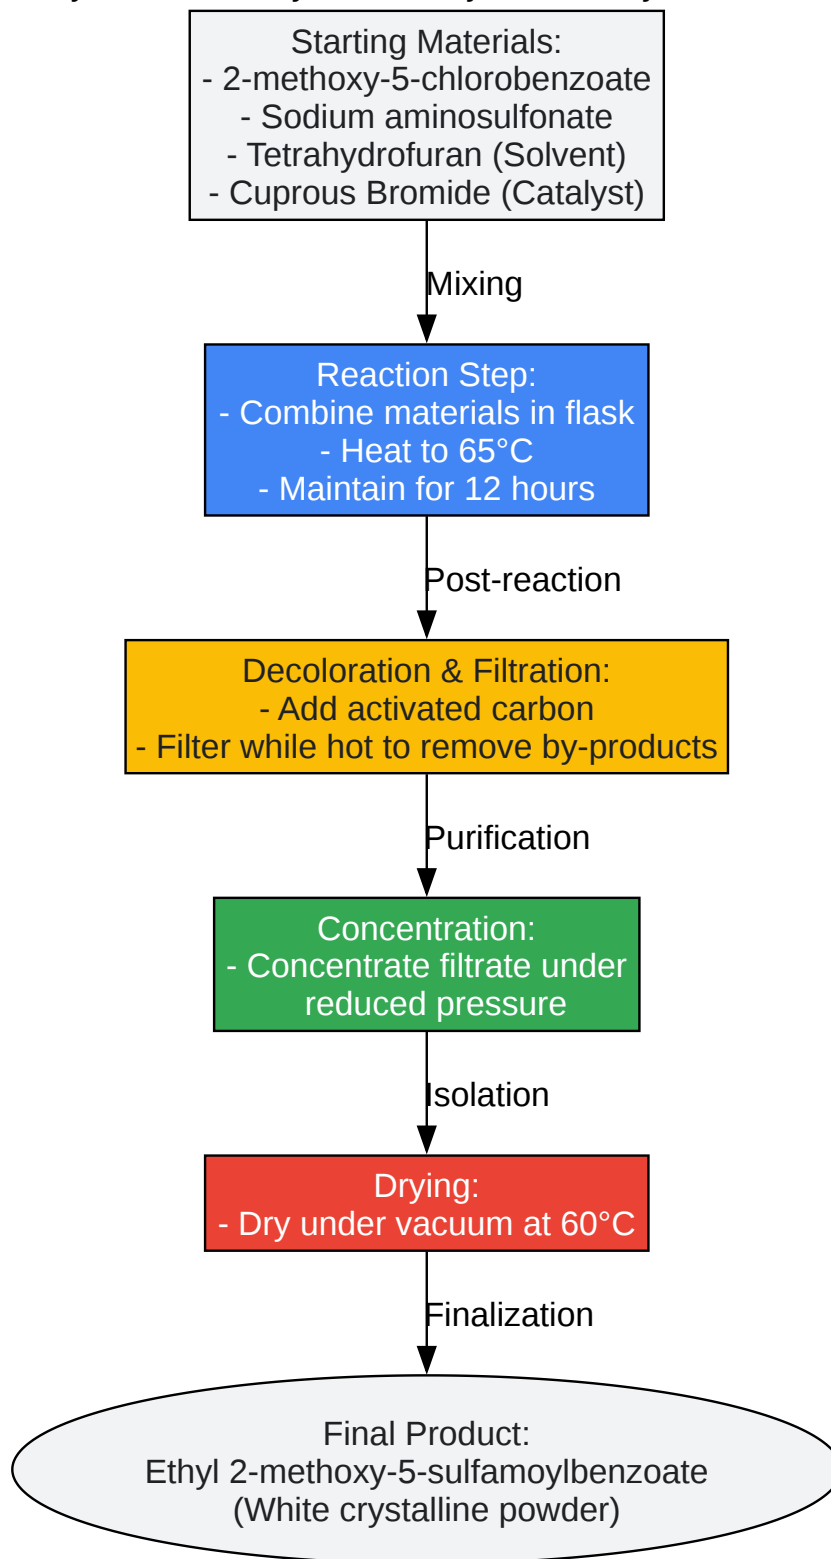 Starting Materials:
- 2-methoxy-5-chlorobenzoate
- Sodium aminosulfonate
- Tetrahydrofuran (Solvent)
- Cuprous Bromide (Catalyst)
Mixing
Reaction Step:
- Combine materials in flask
- Heat to 65°C
- Maintain for 12 hours
Post-reaction
Decoloration & Filtration:
- Add activated carbon
- Filter while hot to remove by-products
Purification
Concentration:
- Concentrate filtrate under
reduced pressure
Isolation
Drying:
- Dry under vacuum at 60°C
Finalization
Final Product:
Ethyl 2-methoxy-5-sulfamoylbenzoate
(White crystalline powder)